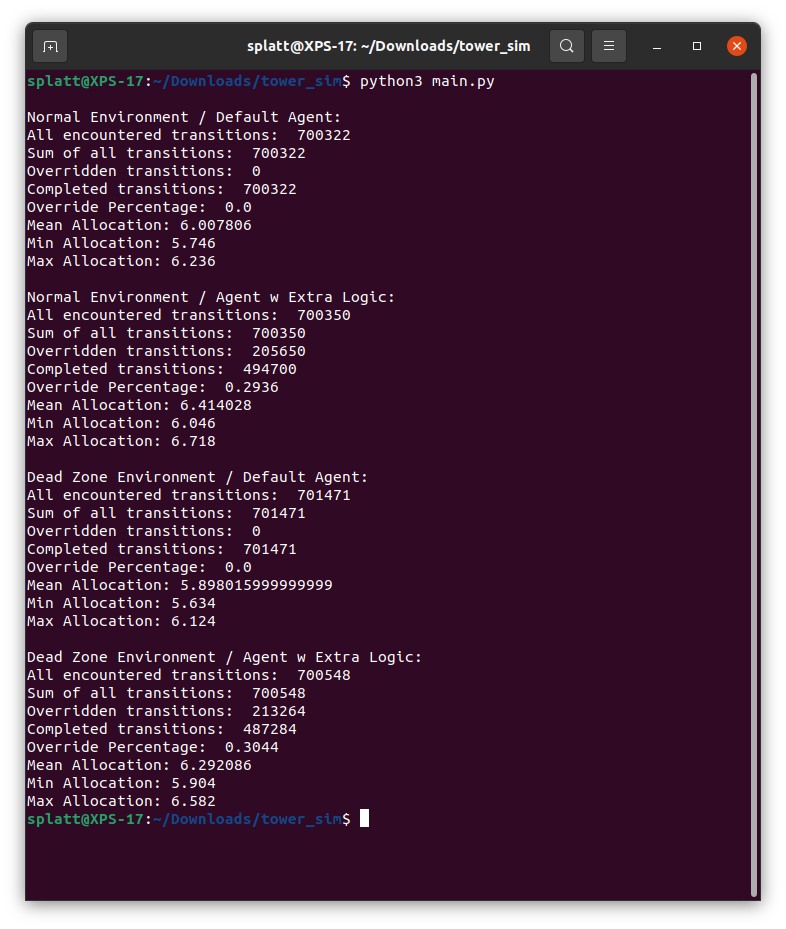 splatt@XPS-17: ~/Downloads/tower_sim
splatt@XPS-17:~/Downloads/tower_sim$ python3 main.py
Normal Environment / Default Agent:
All encountered transitions:  700322
Sum of all transitions:  700322
Overridden transitions:  0
Completed transitions:  700322
Override Percentage:  0.0
Mean Allocation: 6.007806
Min Allocation: 5.746
Max Allocation: 6.236
Normal Environment / Agent w Extra Logic:
All encountered transitions:  700350
Sum of all transitions:  700350
Overridden transitions:  205650
Completed transitions:  494700
Override Percentage:  0.2936
Mean Allocation: 6.414028
Min Allocation: 6.046
Max Allocation: 6.718
Dead Zone Environment / Default Agent:
All encountered transitions:  701471
Sum of all transitions:  701471
Overridden transitions:  0
Completed transitions:  701471
Override Percentage:  0.0
Mean Allocation: 5.898015999999999
Min Allocation: 5.634
Max Allocation: 6.124
Dead Zone Environment / Agent w Extra Logic:
All encountered transitions:  700548
Sum of all transitions:  700548
Overridden transitions:  213264
Completed transitions:  487284
Override Percentage:  0.3044
Mean Allocation: 6.292086
Min Allocation: 5.904
Max Allocation: 6.582
splatt@XPS-17:~/Downloads/tower_sim$